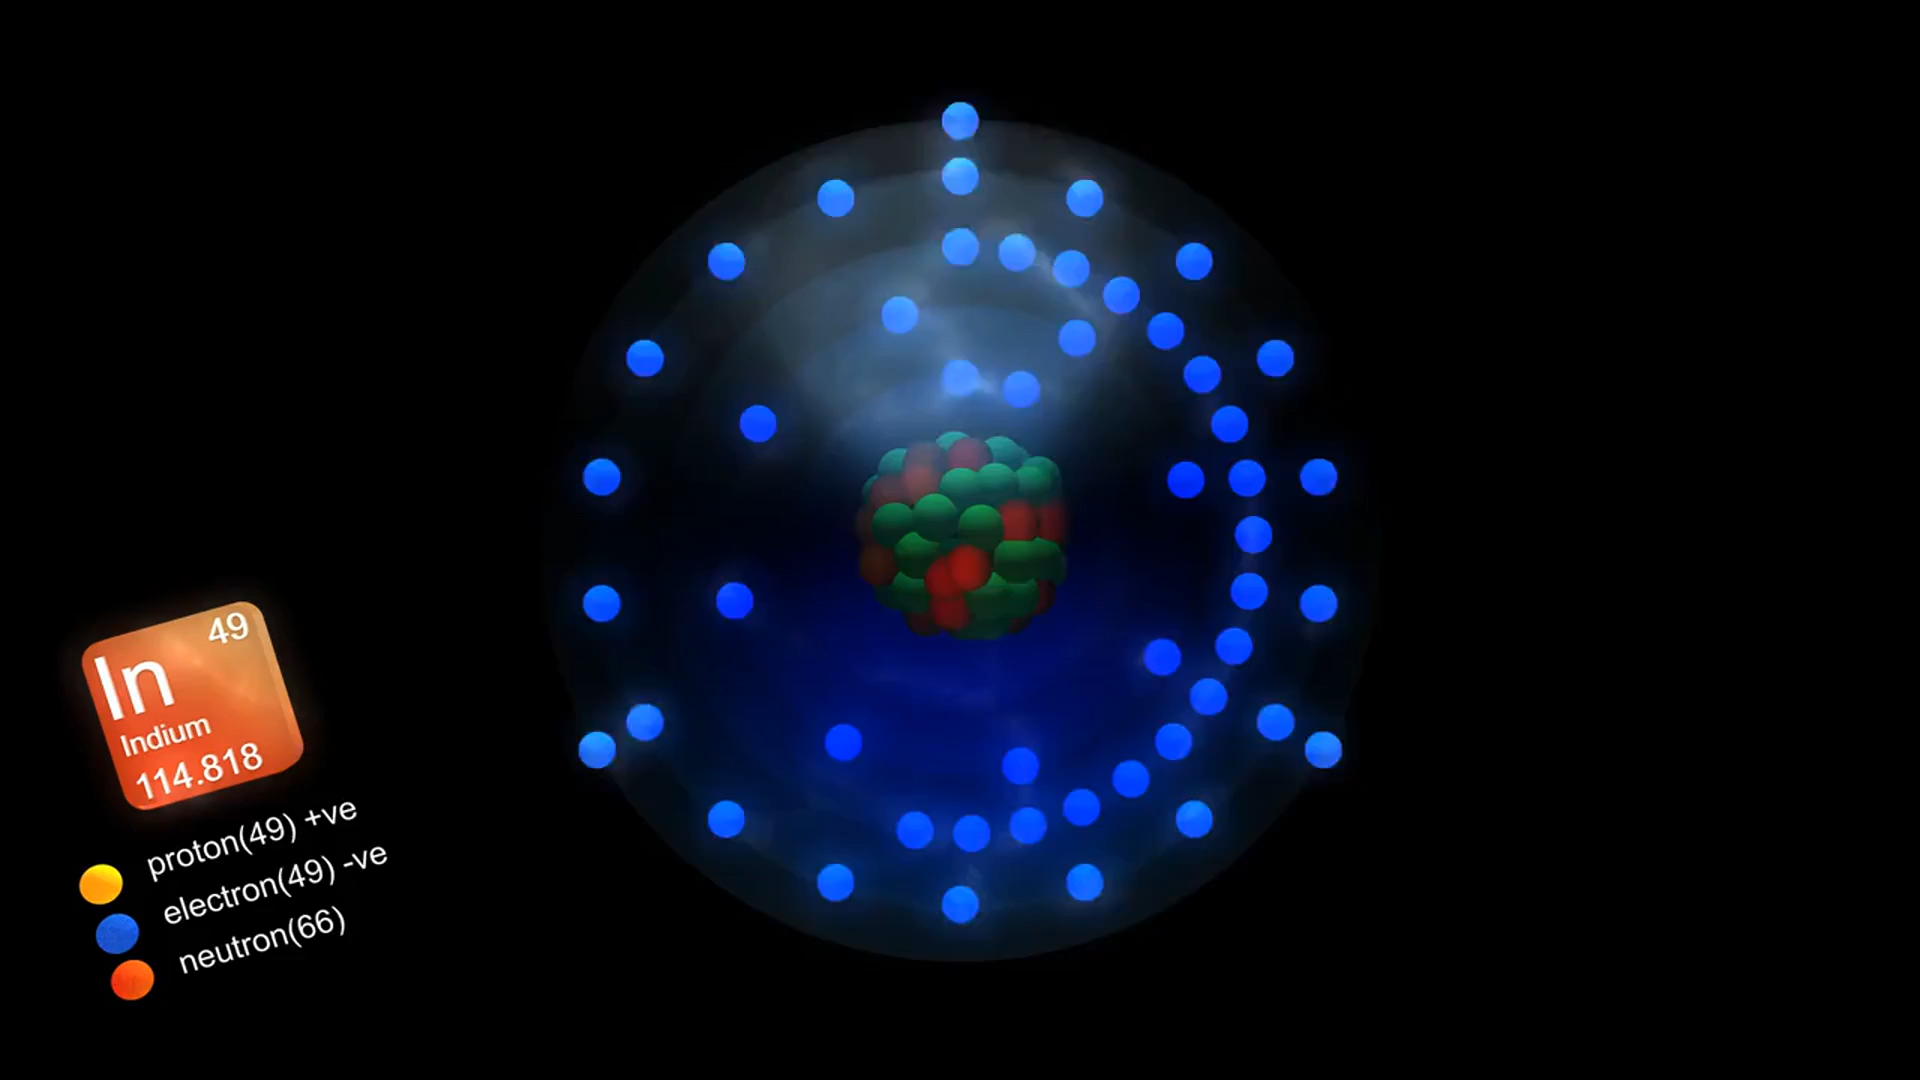 49
In
Indium
114.818
proton(49) +ve
electron(49) -ve
neutron(66)